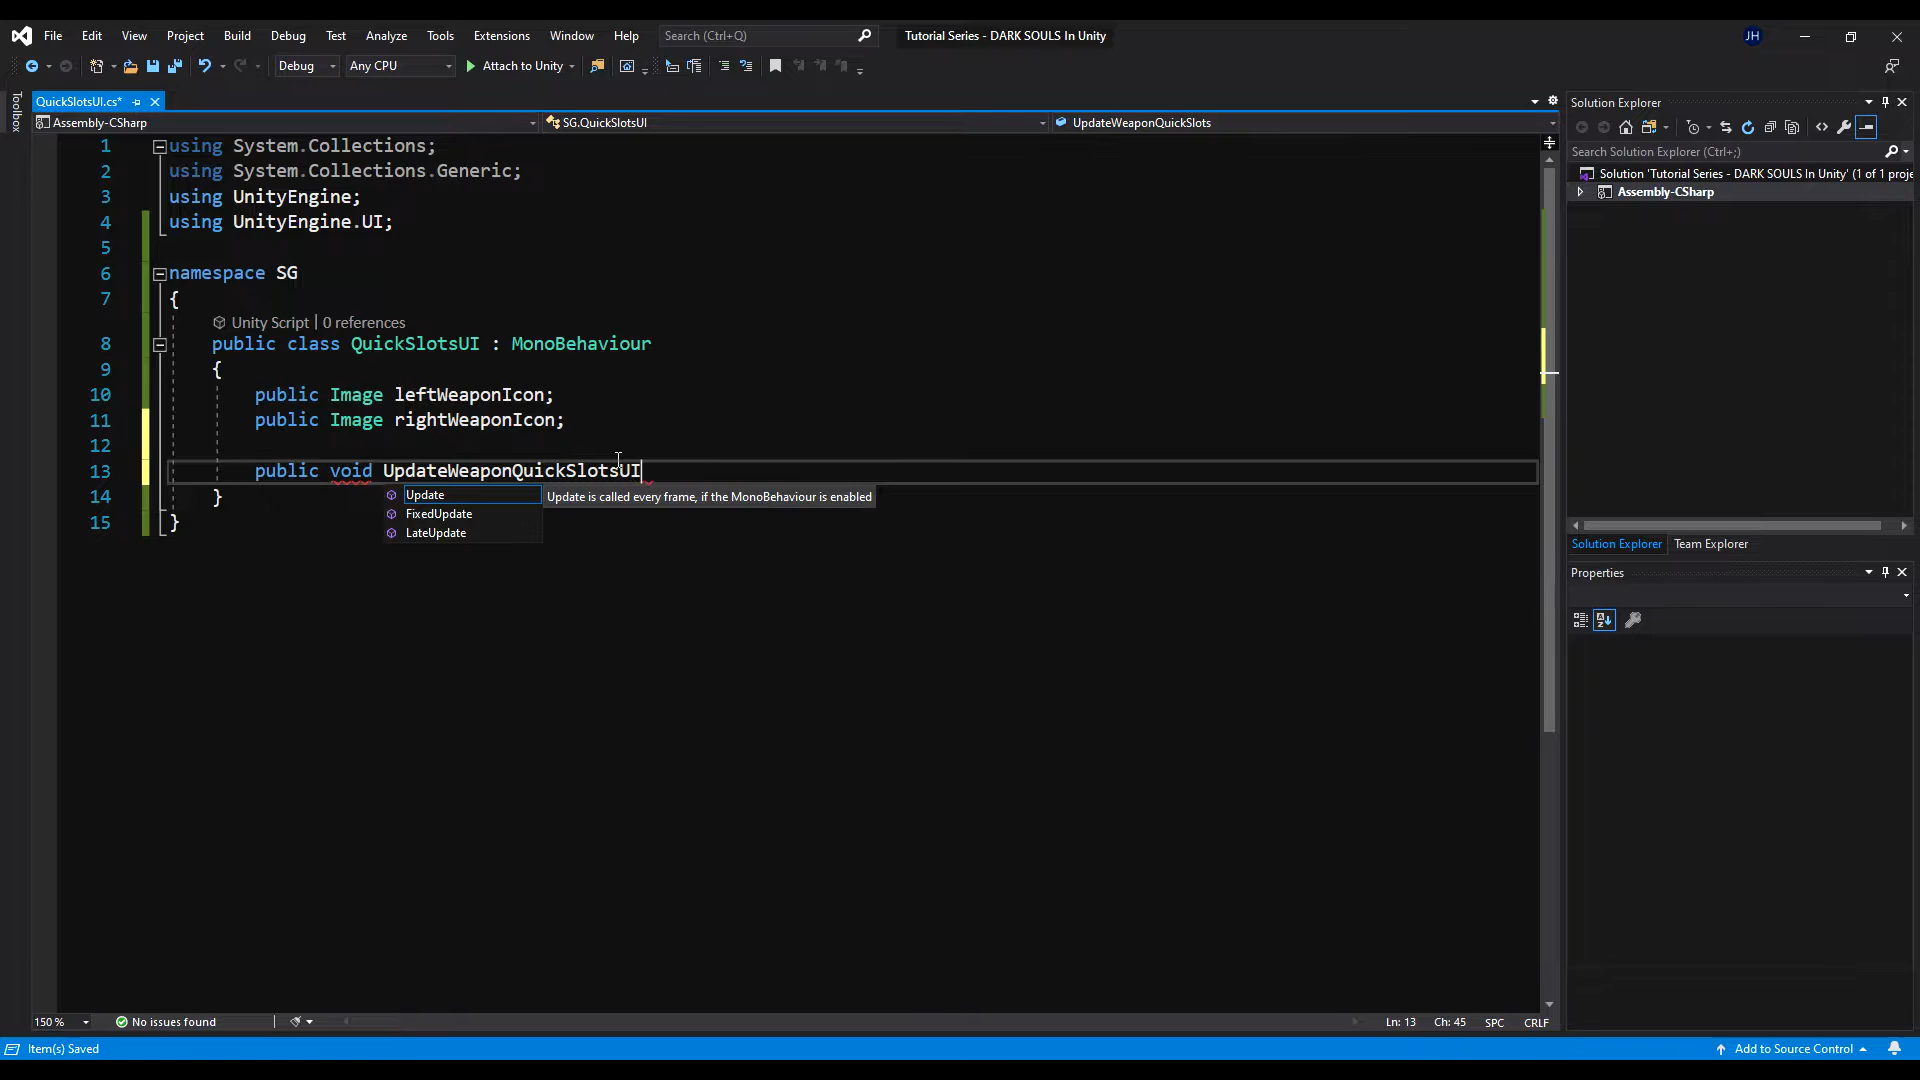 File Edit View Project Build Debug Test Analyze Tools Extensions Window Help Search (Ctrl+Q) Tutorial Series - DARK SOULS In Unity JH
Debug Any CPU Attach to Unity
Toolbox
QuickSlotsUI.cs*
Assembly-CSharp SG.QuickSlotsUI UpdateWeaponQuickSlots
1 using System.Collections;
2 using System.Collections.Generic;
3 using UnityEngine;
4 using UnityEngine.UI;
5
6 namespace SG
7 {
Unity Script | 0 references
8 public class QuickSlotsUI : MonoBehaviour
9 {
10 public Image leftWeaponIcon;
11 public Image rightWeaponIcon;
12
13 public void UpdateWeaponQuickSlotsUI
14 }
15 }
Update
FixedUpdate
LateUpdate
Update is called every frame, if the MonoBehaviour is enabled
Solution Explorer
Search Solution Explorer (Ctrl+;)
Solution 'Tutorial Series - DARK SOULS In Unity' (1 of 1 proje
Assembly-CSharp
Solution Explorer Team Explorer
Properties
150 % No issues found Ln: 13 Ch: 45 SPC CRLF
Item(s) Saved Add to Source Control